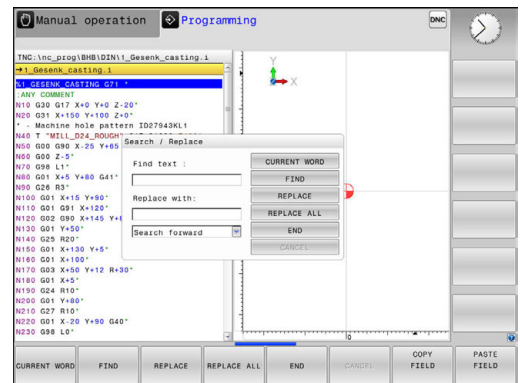 Manual operation
Programming
DNC
TNC:\nc_prog\BHB\DIN\1_Gesenk_casting.i
1_Gesenk_casting.i
%1_GESENK_CASTING G71 *
;ANY COMMENT
N10 G30 G17 X+0 Y+0 Z-20*
N20 G31 X+150 Y+100 Z+0*
* - Machine hole pattern ID27943KL1
N40 T "MILL_D24_ROUGH"
N50 G00 G90 X-25 Y+65
N60 G00 Z-5*
N70 G98 L1*
N80 G01 X+5 Y+80 G41*
N90 G26 R3*
N100 G01 X+15 Y+90*
N110 G01 G91 X+120*
N120 G02 G90 X+145 Y+
N130 G01 Y+50*
N140 G25 R20*
N150 G01 X+130 Y+5*
N160 G01 X+100*
N170 G03 X+50 Y+12 R+30*
N180 G01 X+5*
N190 G24 R10*
N200 G01 Y+80*
N210 G27 R10*
N220 G01 X-20 Y+90 G40*
N230 G98 L0*
Y
X
Search / Replace
Find text :
Replace with:
Search forward
CURRENT WORD
FIND
REPLACE
REPLACE ALL
END
CANCEL
0
CURRENT WORD
FIND
REPLACE
REPLACE ALL
END
CANCEL
COPY
FIELD
PASTE
FIELD